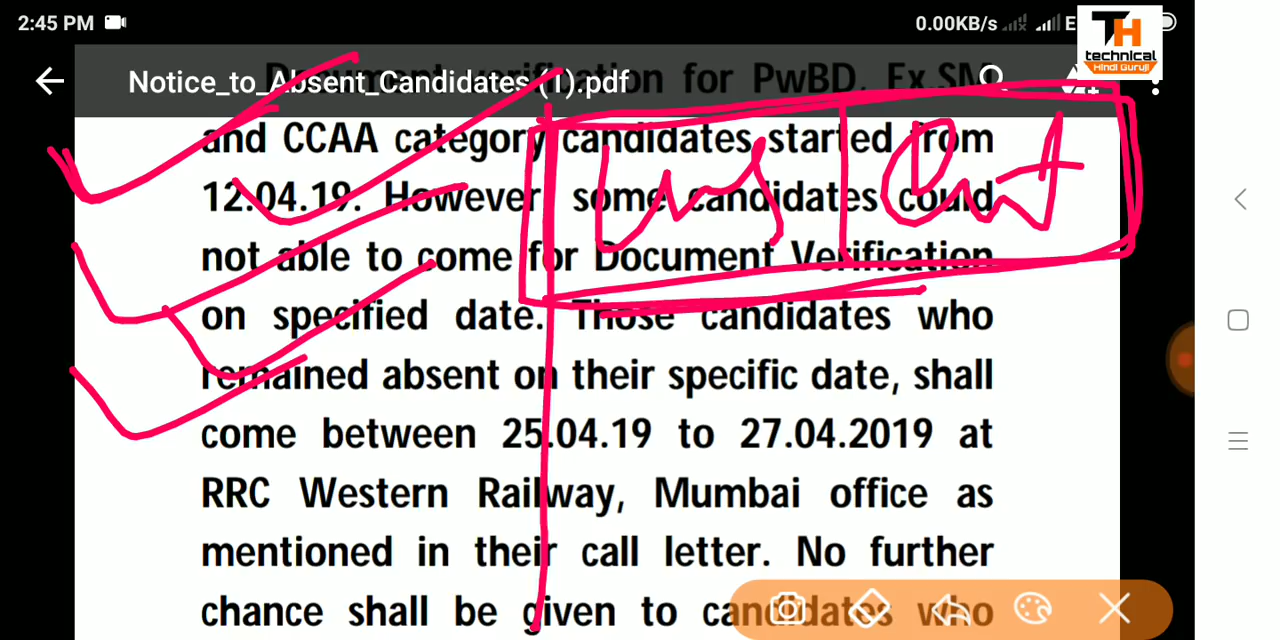 2:45 PM
0.00KB/s
TH
technical
Hindi Guruji
Notice_to_Absent_Candidates (1).pdf
Document verification for PwBD, Ex.SM
and CCAA category candidates started from
12.04.19. However some candidates could
not able to come for Document Verification
on specified date. Those candidates who
remained absent on their specific date, shall
come between 25.04.19 to 27.04.2019 at
RRC Western Railway, Mumbai office as
mentioned in their call letter. No further
chance shall be given to candidates who